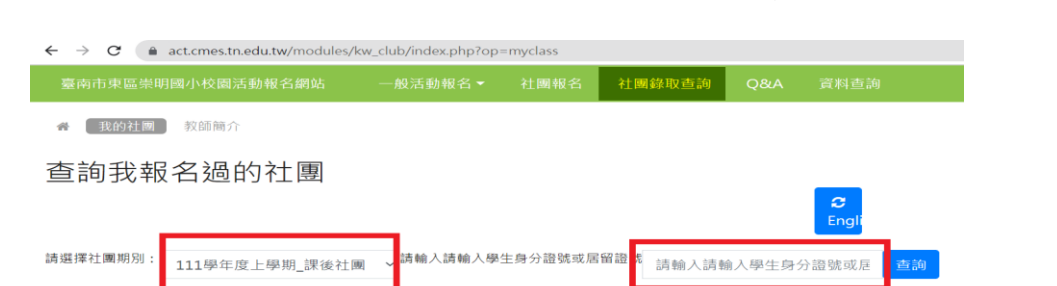 act.cmes.tn.edu.tw/modules/kw_club/index.php?op=myclass
臺南市東區崇明國小校園活動報名網站 一般活動報名 社團報名 社團錄取查詢 Q&A 資料查詢
我的社團 教師簡介
查詢我報名過的社團
Engli
請選擇社團期別： 111學年度上學期_課後社團 請輸入請輸入學生身分證號或居留證號 請輸入請輸入學生身分證號或居 查詢